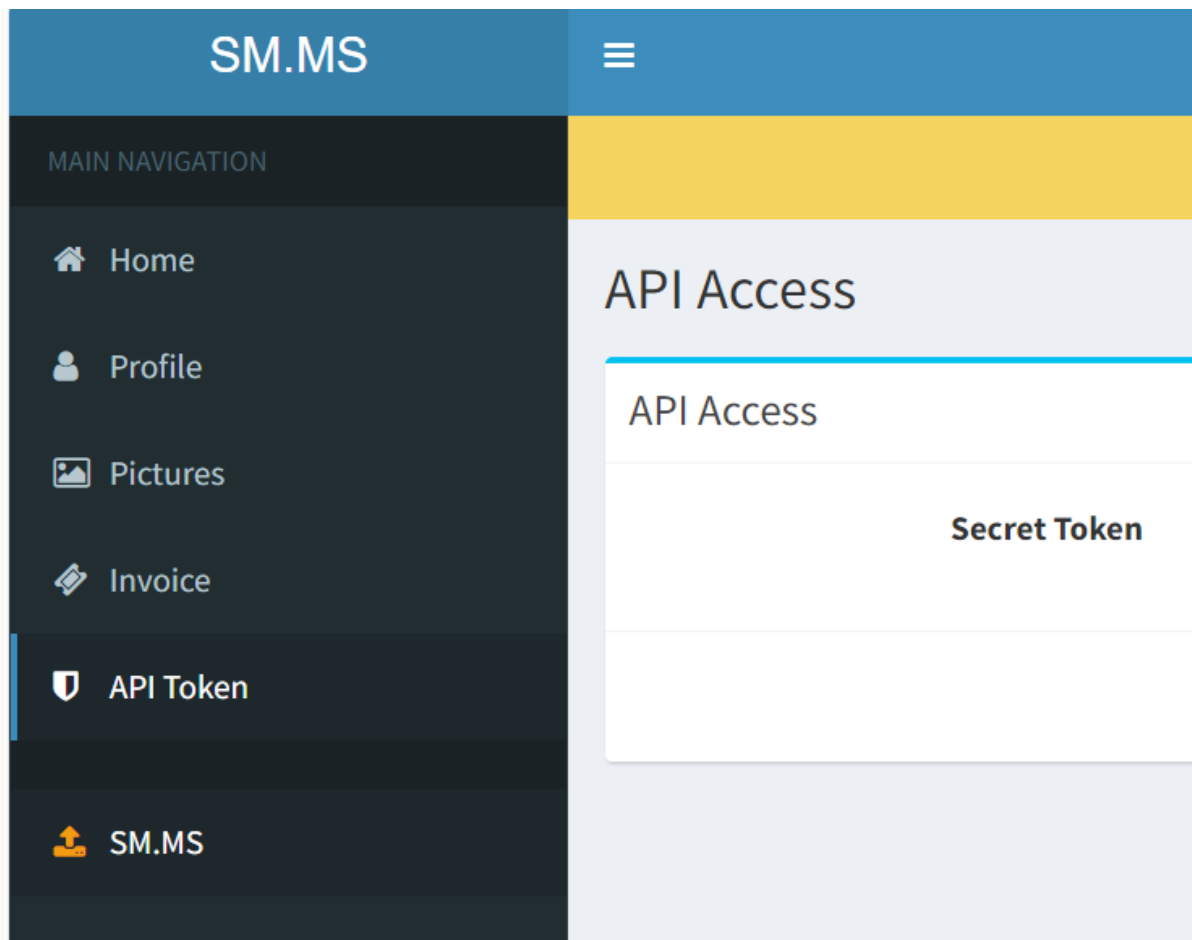 SM.MS
MAIN NAVIGATION
Home
Profile
Pictures
Invoice
API Token
SM.MS
API Access
API Access
Secret Token